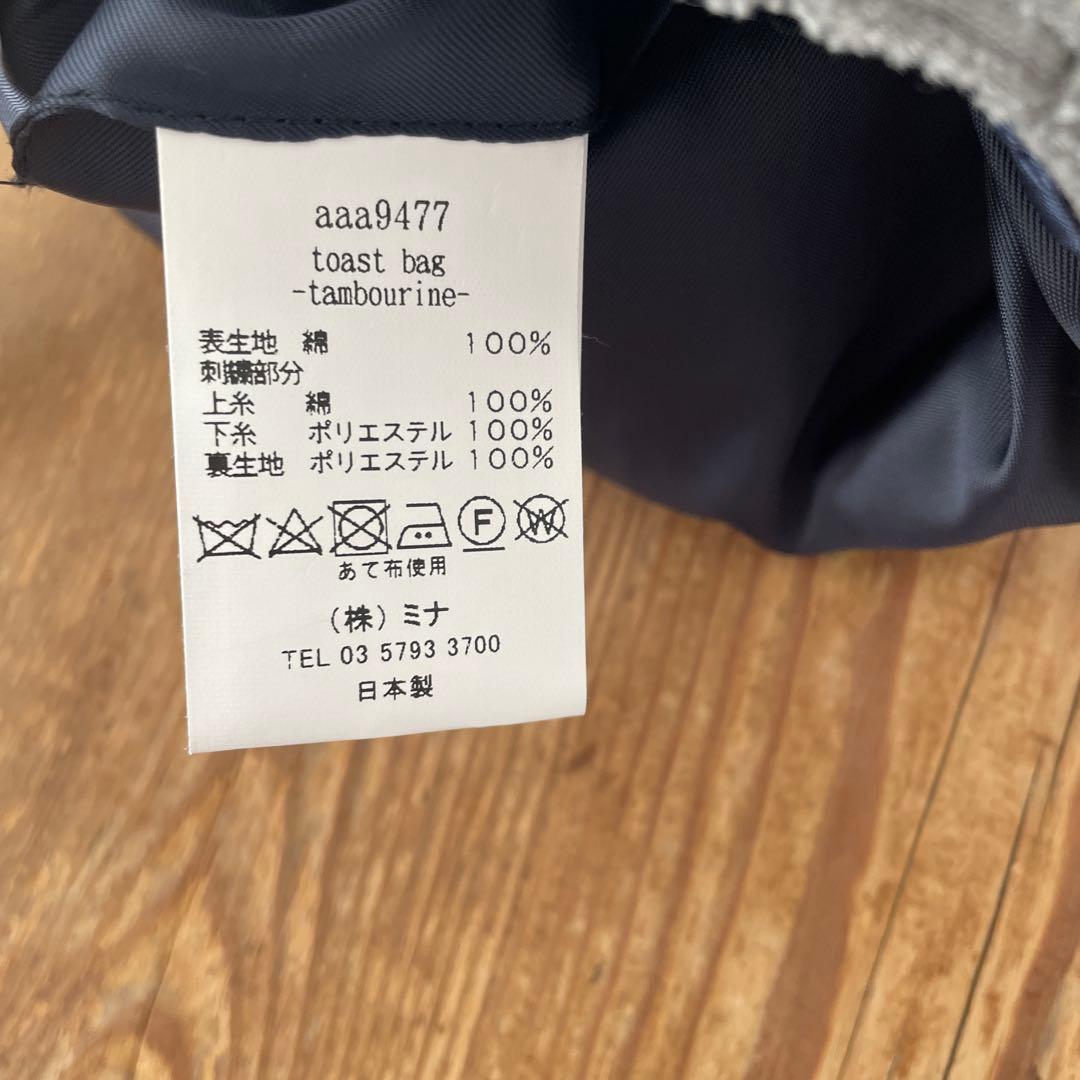 aaa9477
toast bag
-tambourine-
表生地 綿 100%
刺繍部分
上糸 綿 100%
下糸 ポリエステル 100%
裏生地 ポリエステル 100%
F W
あて布使用
(株)ミナ
TEL 03 5793 3700
日本製